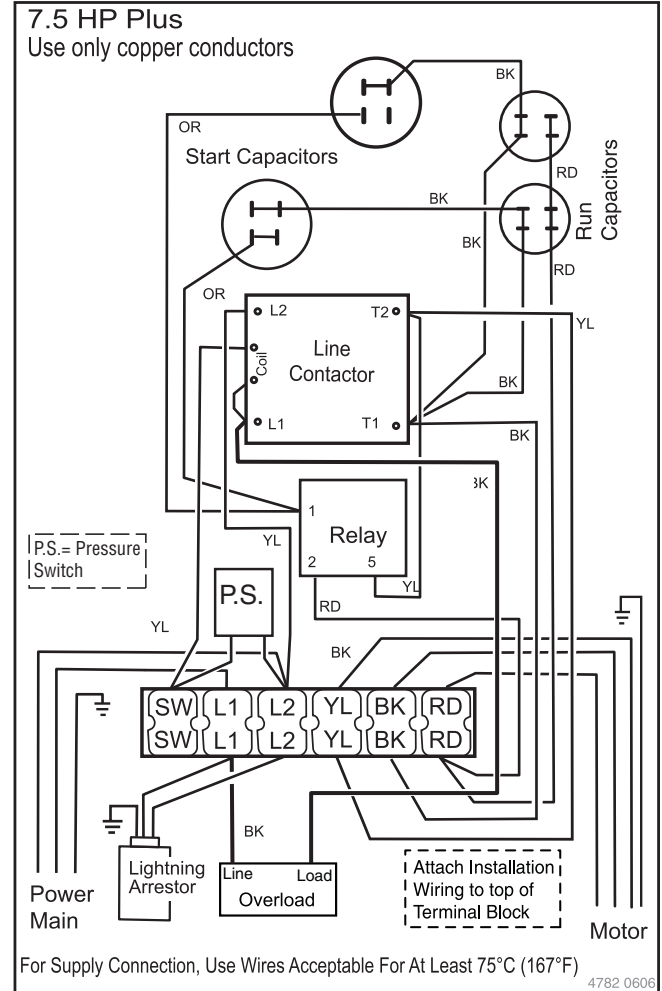 7.5 HP Plus
Use only copper conductors
BK
OR
Start Capacitors
RD
Run
Capacitors
BK
BK
RD
OR
L2
T2
YL
Coil
Line
Contactor
BK
L1
T1
BK
BK
1
Relay
YL
2
5
P.S.= Pressure
Switch
P.S.
YL
RD
YL
BK
SW L1 L2 YL BK RD
SW L1 L2 YL BK RD
BK
Lightning
Arrestor
Line
Load
Overload
Attach Installation
Wiring to top of
Terminal Block
Power
Main
Motor
For Supply Connection, Use Wires Acceptable For At Least 75°C (167°F)
4782 0606